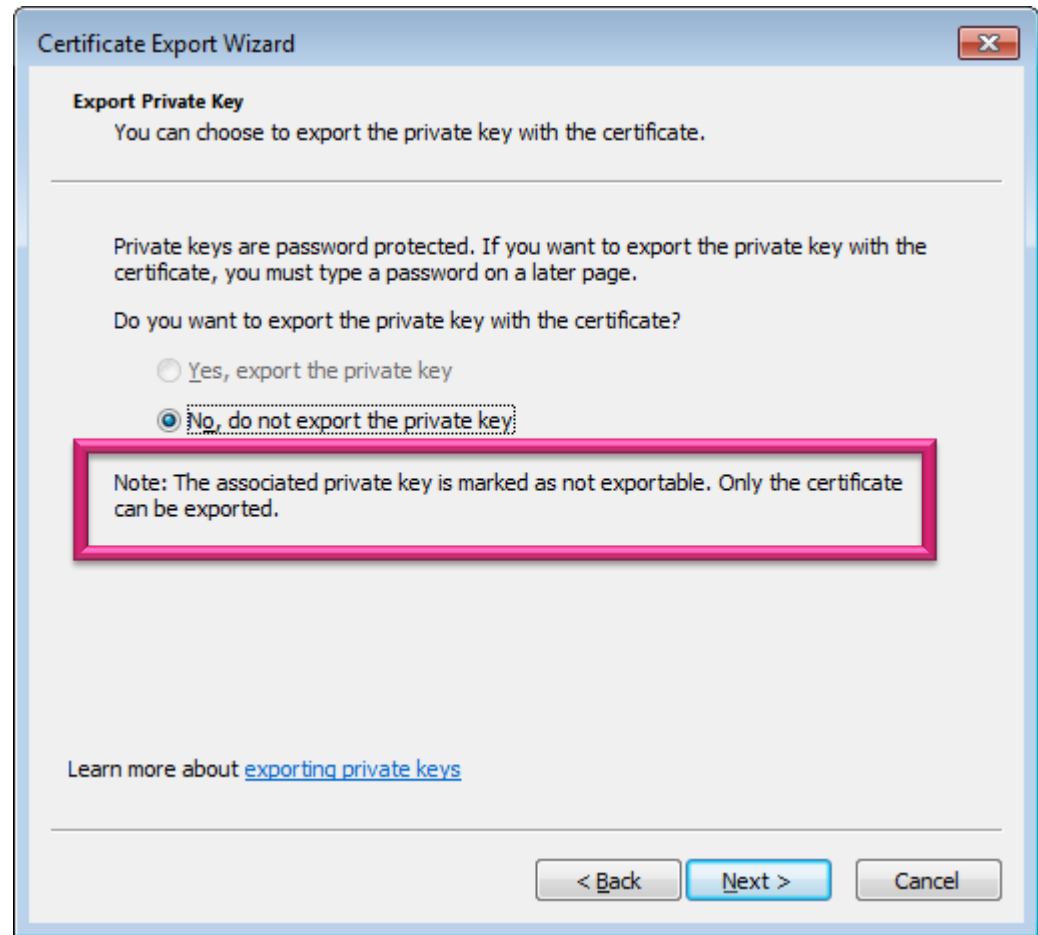 Certificate Export Wizard
Export Private Key
You can choose to export the private key with the certificate.
Private keys are password protected. If you want to export the private key with the
certificate, you must type a password on a later page.
Do you want to export the private key with the certificate?
Yes, export the private key
No, do not export the private key
Note: The associated private key is marked as not exportable. Only the certificate
can be exported.
Learn more about exporting private keys
< Back Next > Cancel